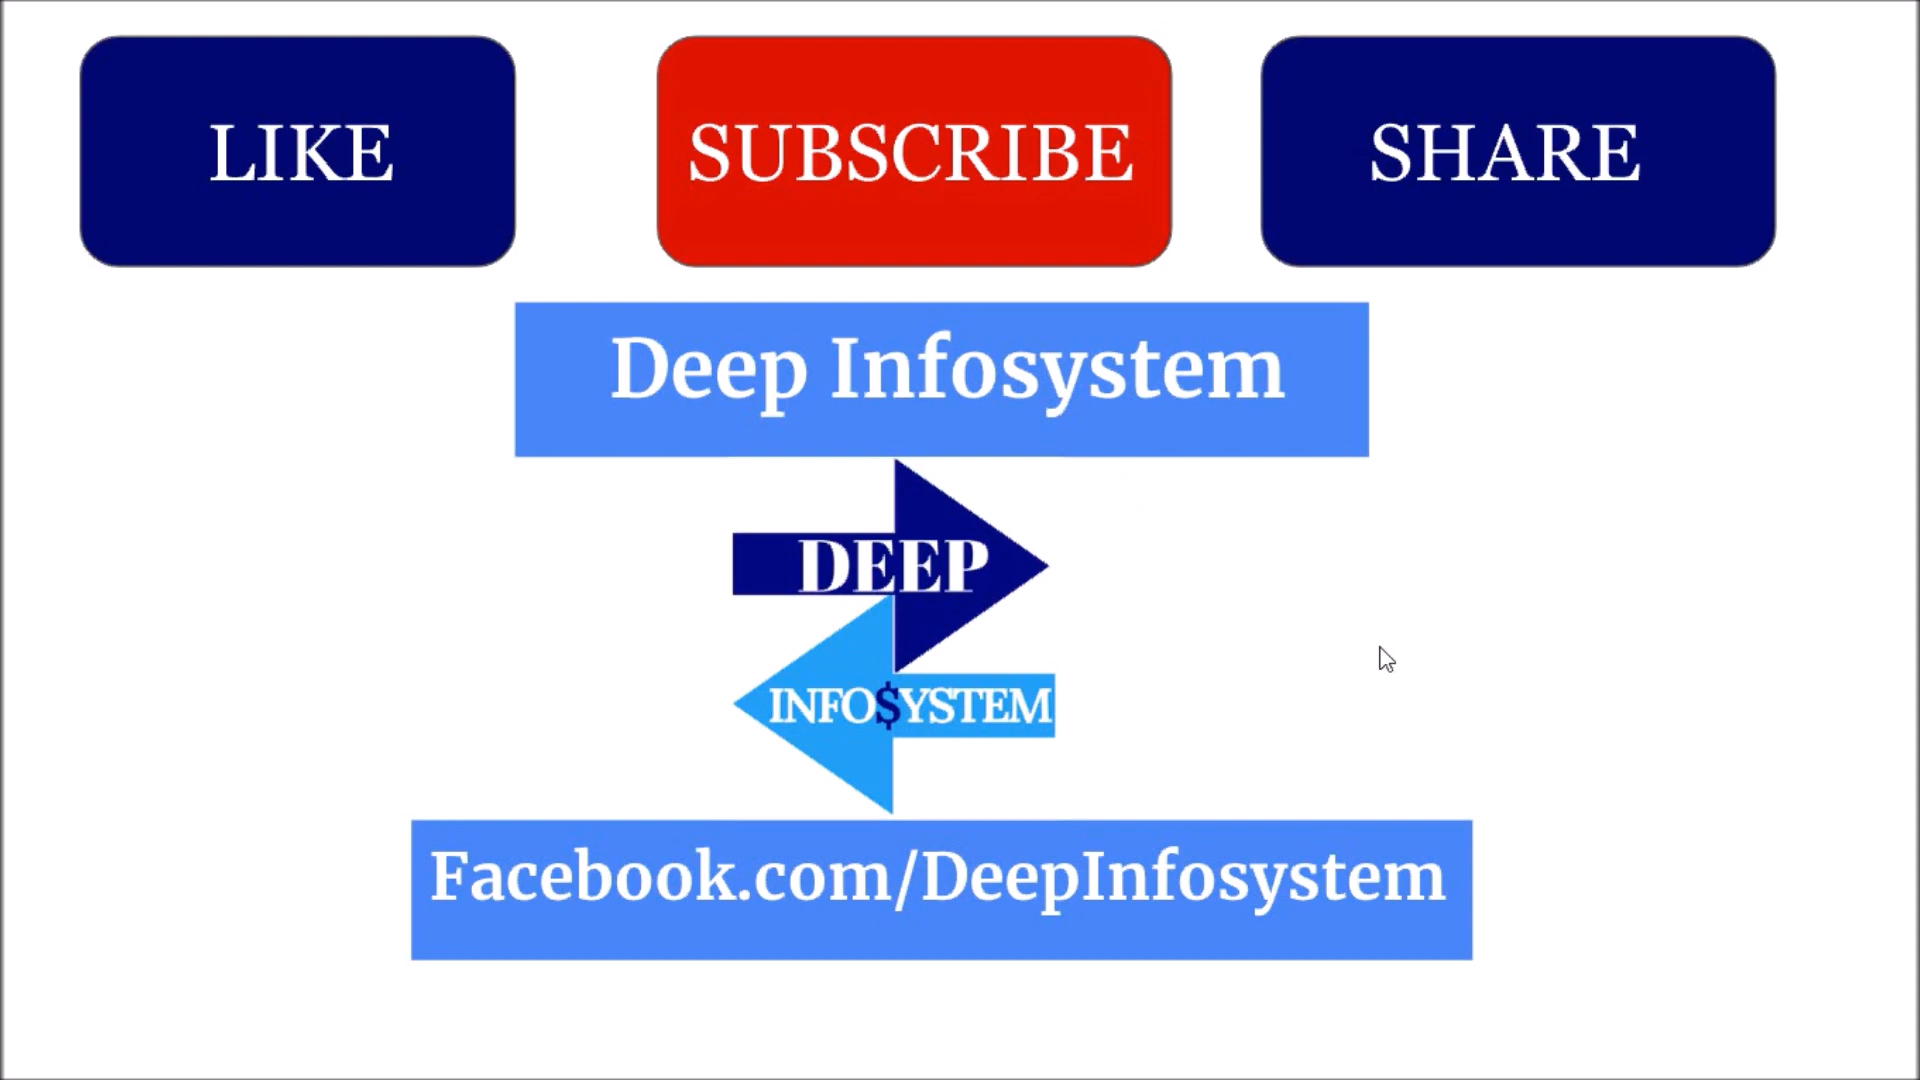 LIKE
SUBSCRIBE
SHARE
Deep Infosystem
DEEP
INFO$YSTEM
Facebook.com/DeepInfosystem